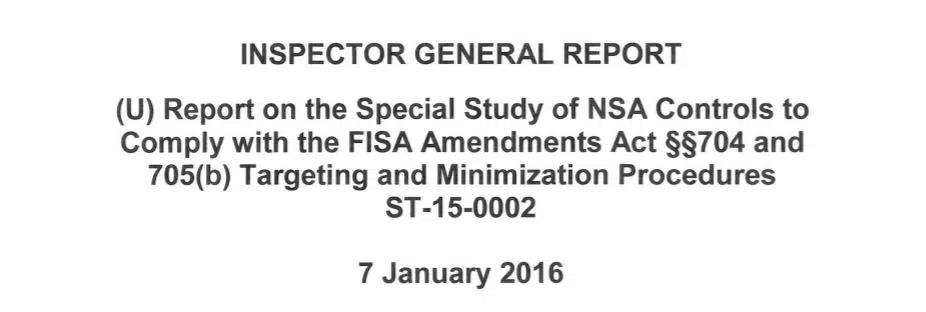 INSPECTOR GENERAL REPORT
(U) Report on the Special Study of NSA Controls to
Comply with the FISA Amendments Act §§704 and
705(b) Targeting and Minimization Procedures
ST-15-0002
7 January 2016